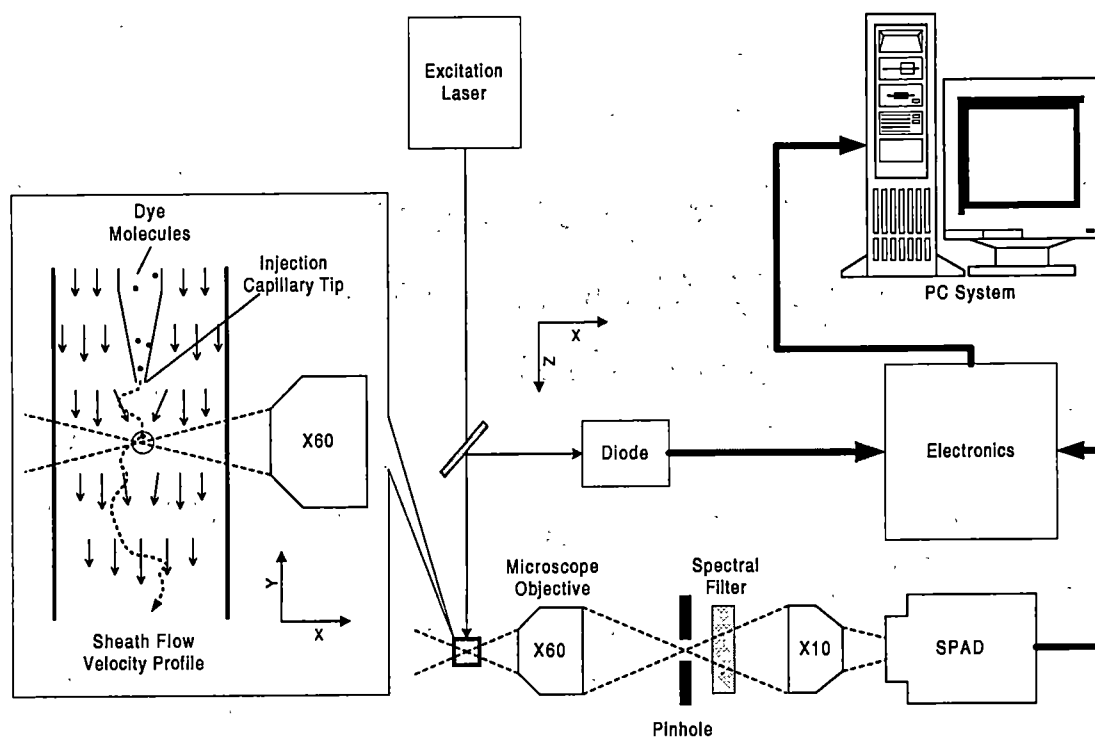 Excitation
Laser
PC System
Dye
Molecules
Injection
Capillary Tip
X60
Y
X
Sheath Flow
Velocity Profile
X
Z
Diode
Electronics
Microscope
Objective
X60
Spectral
Filter
Pinhole
X10
SPAD